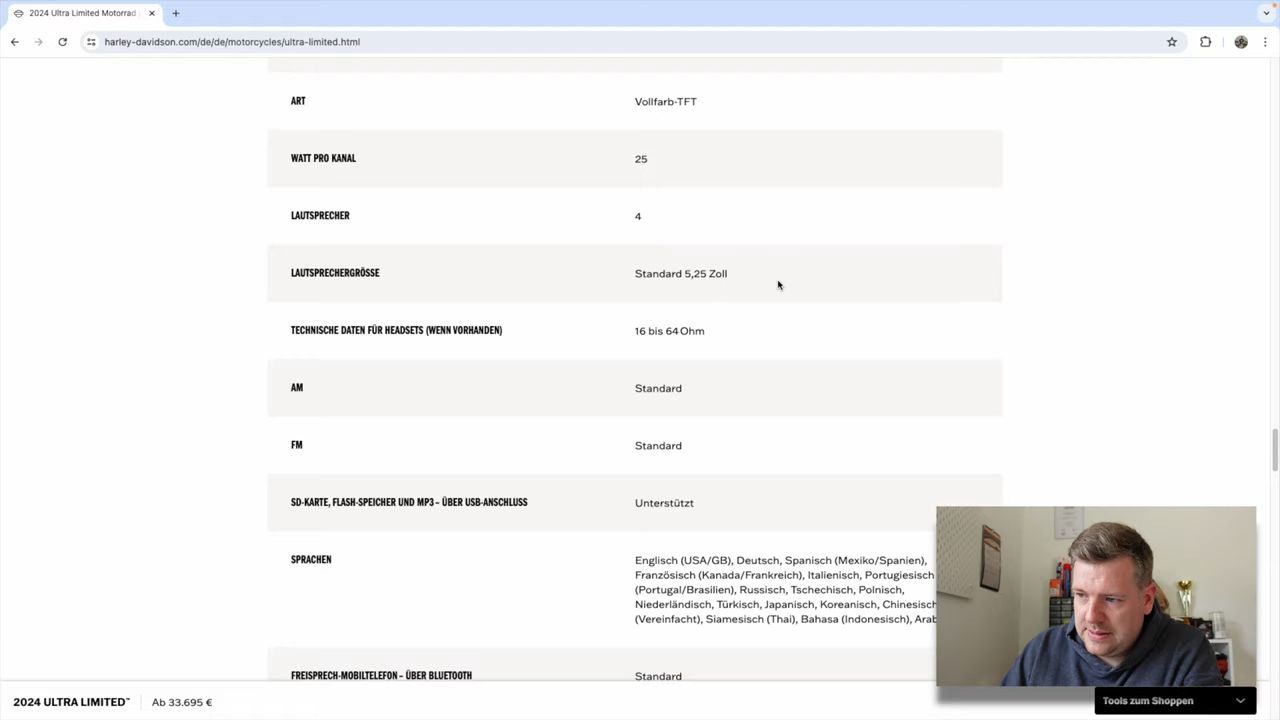 2024 Ultra Limited Motorrad
harley-davidson.com/de/de/motorcycles/ultra-limited.html
ART
Vollfarb-TFT
WATT PRO KANAL
25
LAUTSPRECHER
4
LAUTSPRECHERGRÖSSE
Standard 5,25 Zoll
TECHNISCHE DATEN FÜR HEADSETS (WENN VORHANDEN)
16 bis 64 Ohm
AM
Standard
FM
Standard
SD-KARTE, FLASH-SPEICHER UND MP3 – ÜBER USB-ANSCHLUSS
Unterstützt
SPRACHEN
Englisch (USA/GB), Deutsch, Spanisch (Mexiko/Spanien),
Französisch (Kanada/Frankreich), Italienisch, Portugiesisch
(Portugal/Brasilien), Russisch, Tschechisch, Polnisch,
Niederländisch, Türkisch, Japanisch, Koreanisch, Chinesisch
(Vereinfacht), Siamesisch (Thai), Bahasa (Indonesisch), Arab
FREISPRECH-MOBILTELEFON – ÜBER BLUETOOTH
Standard
2024 ULTRA LIMITED™
Ab 33.695 €
Tools zum Shoppen